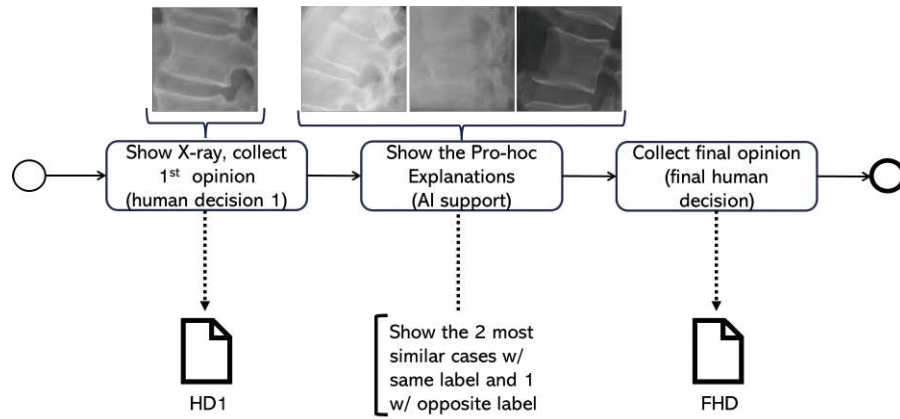 Show X-ray, collect
1st opinion
(human decision 1)
Show the Pro-hoc
Explanations
(AI support)
Collect final opinion
(final human
decision)
HD1
Show the 2 most
similar cases w/
same label and 1
w/ opposite label
FHD